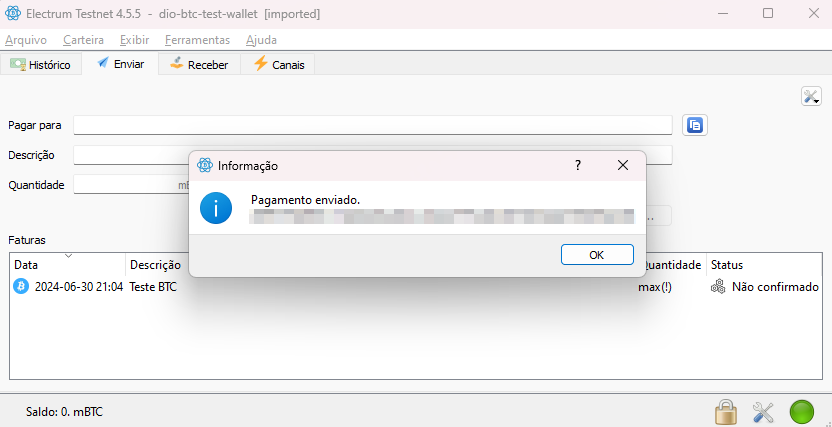 Electrum Testnet 4.5.5 - dio-btc-test-wallet [imported]
Arquivo Carteira Exibir Ferramentas Ajuda
Histórico Enviar Receber Canais
Pagar para
Descrição
Quantidade
Informação ?
Pagamento enviado.
OK
Faturas
Data Descrição Quantidade Status
2024-06-30 21:04 Teste BTC max(!) Não confirmado
Saldo: 0. mBTC